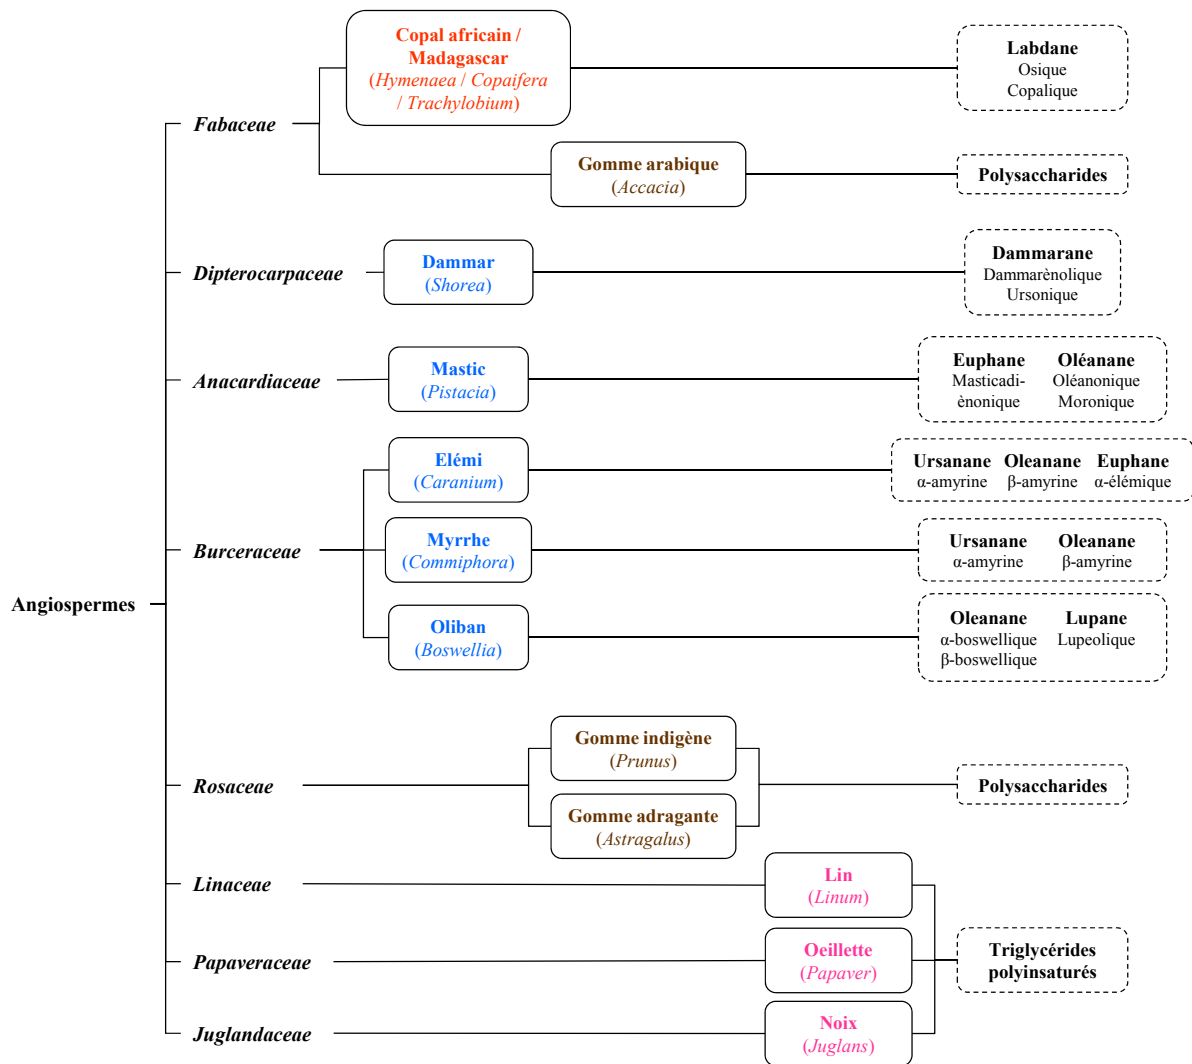 Angiospermes
Fabaceae
Copal africain /
Madagascar
(Hymenaea / Copaifera
/ Trachylobium)
Labdane
Osique
Copalique
Gomme arabique
(Accacia)
Polysaccharides
Dipterocarpaceae
Dammar
(Shorea)
Dammarane
Dammarènolique
Ursonique
Anacardiaceae
Mastic
(Pistacia)
Euphane
Masticadi-
ènonique
Oléanane
Oléanonique
Moronique
Burceraceae
Elémi
(Caranium)
Ursanane
α-amyrine
Oleanane
β-amyrine
Euphane
α-élémique
Myrrhe
(Commiphora)
Ursanane
α-amyrine
Oleanane
β-amyrine
Oliban
(Boswellia)
Oleanane
α-boswellique
β-boswellique
Lupane
Lupeolique
Rosaceae
Gomme indigène
(Prunus)
Gomme adragante
(Astragalus)
Polysaccharides
Linaceae
Lin
(Linum)
Papaveraceae
Oeillette
(Papaver)
Juglandaceae
Noix
(Juglans)
Triglycérides
polyinsaturés